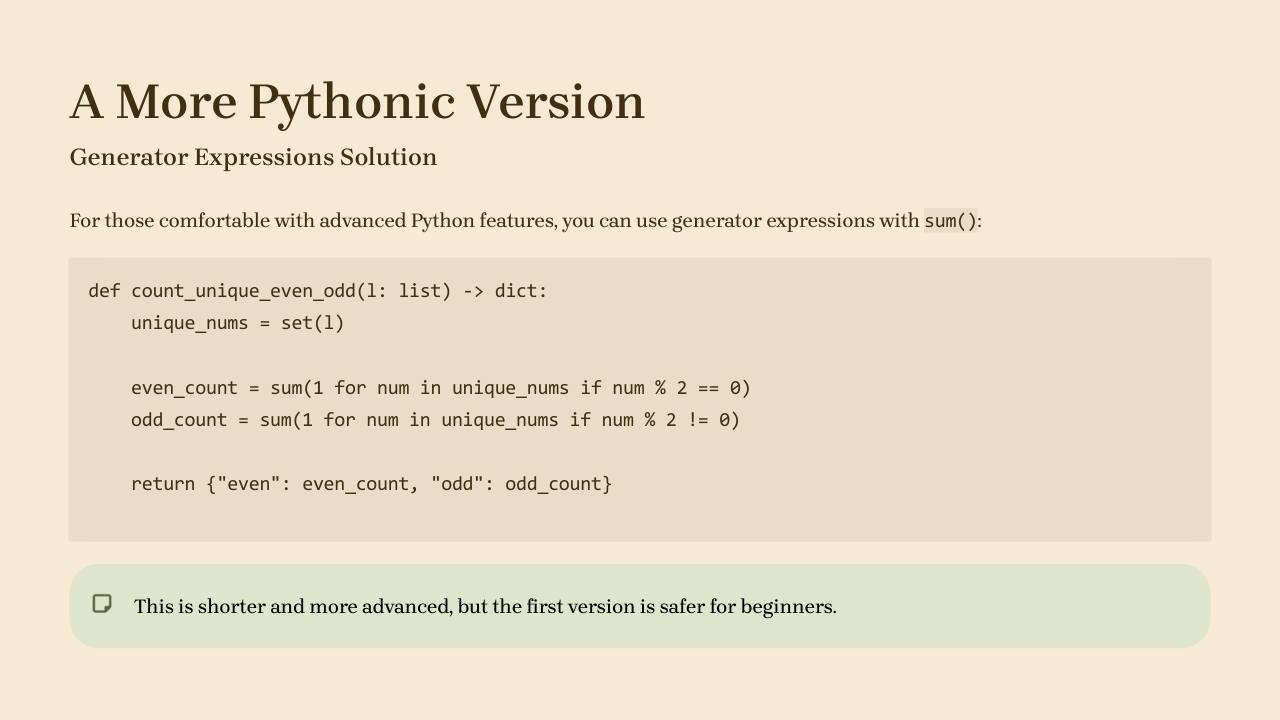 A More Pythonic Version
Generator Expressions Solution
For those comfortable with advanced Python features, you can use generator expressions with sum():
def count_unique_even_odd(l: list) -> dict:
    unique_nums = set(l)
    even_count = sum(1 for num in unique_nums if num % 2 == 0)
    odd_count = sum(1 for num in unique_nums if num % 2 != 0)
    return {"even": even_count, "odd": odd_count}
This is shorter and more advanced, but the first version is safer for beginners.